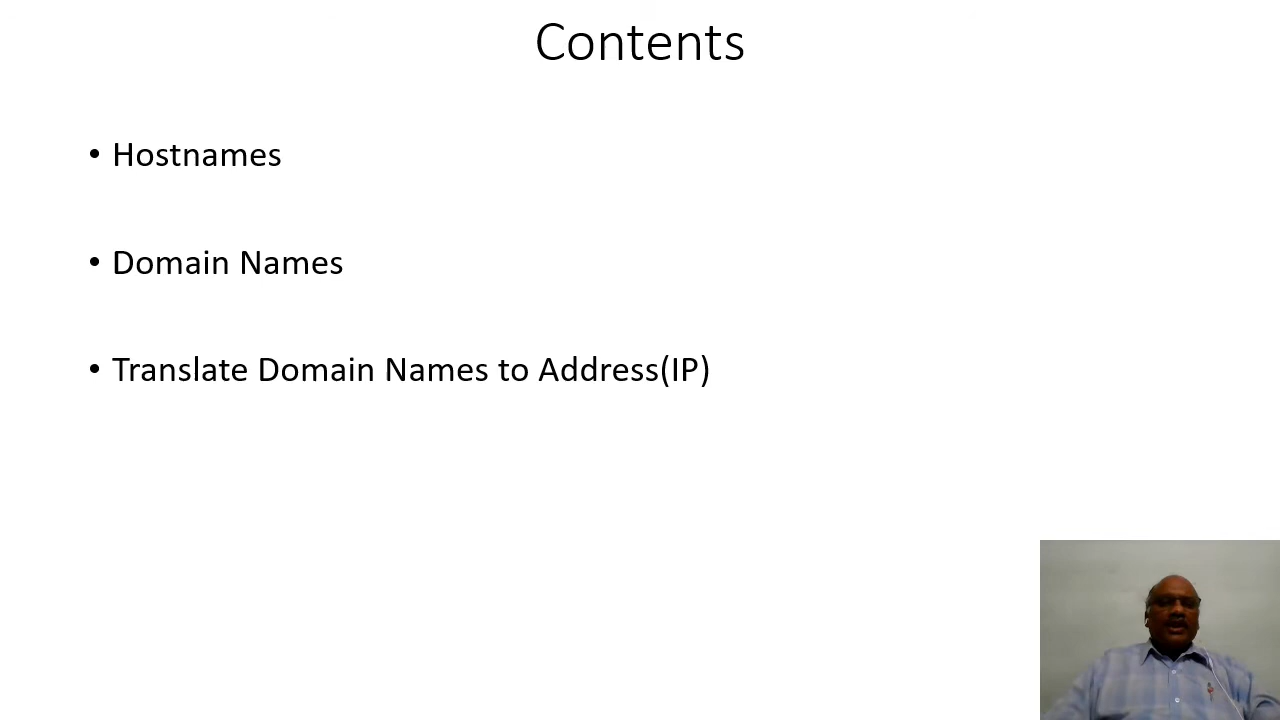 Contents
• Hostnames
• Domain Names
• Translate Domain Names to Address(IP)